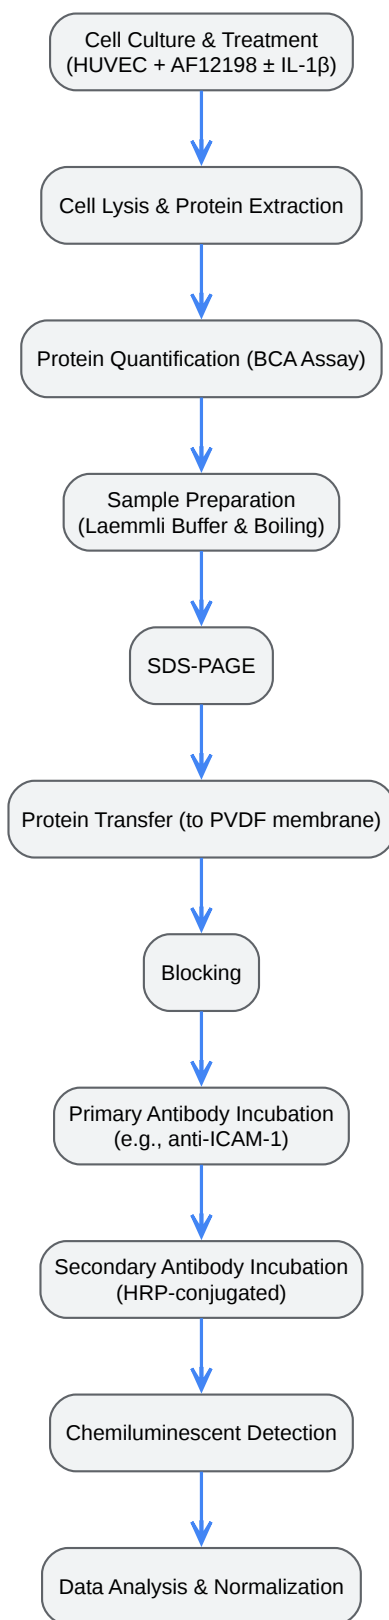 Cell Culture & Treatment
(HUVEC + AF12198 ± IL-1β)
Cell Lysis & Protein Extraction
Protein Quantification (BCA Assay)
Sample Preparation
(Laemmli Buffer & Boiling)
SDS-PAGE
Protein Transfer (to PVDF membrane)
Blocking
Primary Antibody Incubation
(e.g., anti-ICAM-1)
Secondary Antibody Incubation
(HRP-conjugated)
Chemiluminescent Detection
Data Analysis & Normalization